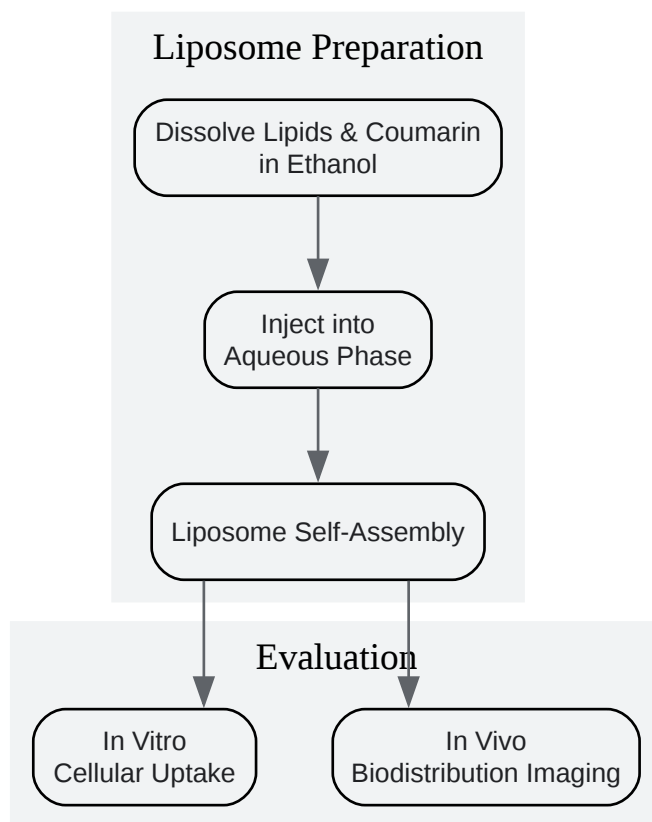 Liposome Preparation
Dissolve Lipids & Coumarin
in Ethanol
Inject into
Aqueous Phase
Liposome Self-Assembly
Evaluation
In Vitro
Cellular Uptake
In Vivo
Biodistribution Imaging